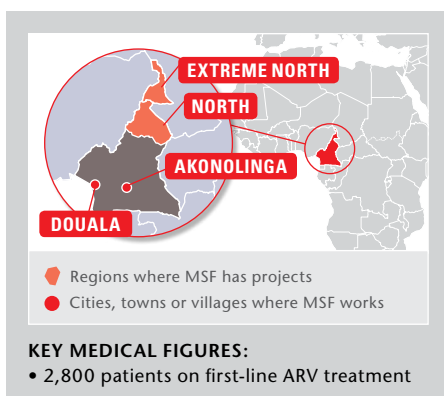 EXTREME NORTH
NORTH
AKONOLINGA
DOUALA
Regions where MSF has projects
Cities, towns or villages where MSF works
KEY MEDICAL FIGURES:
• 2,800 patients on first-line ARV treatment